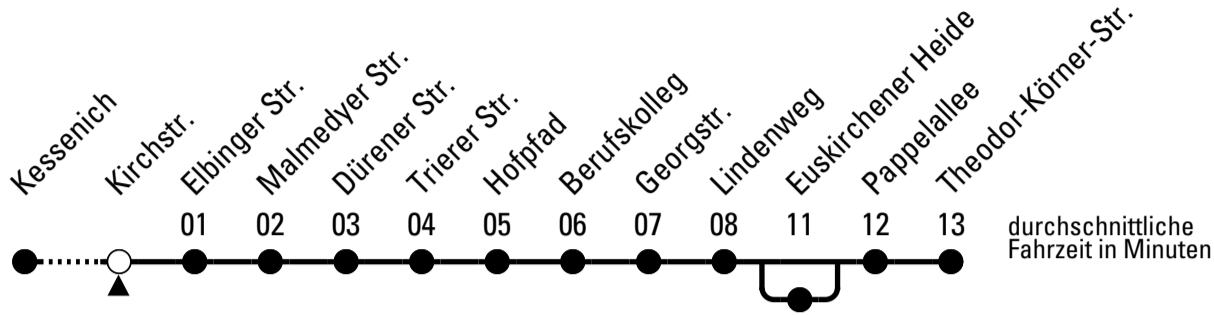 Kessenich
Kirchstr.
Elbinger Str.
Malmedyer Str.
Dürener Str.
Trierer Str.
Hofpfad
Berufskolleg
Georgstr.
Lindenweg
Euskirchener Heide
Pappelallee
Theodor-Körner-Str.
01 02 03 04 05 06 07 08 11 12 13
durchschnittliche
Fahrzeit in Minuten